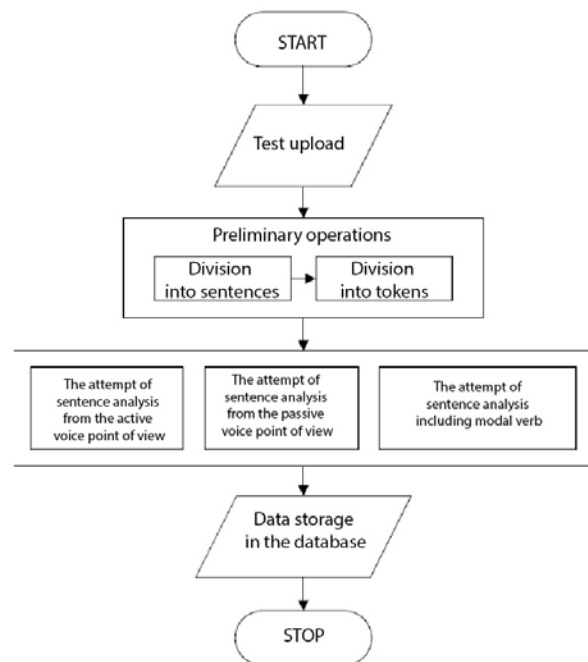 START
Test upload
Preliminary operations
Division
into sentences
Division
into tokens
The attempt of
sentence analysis
from the active
voice point of view
The attempt of
sentence analysis
from the passive
voice point of view
The attempt of
sentence analysis
including modal verb
Data storage
in the database
STOP